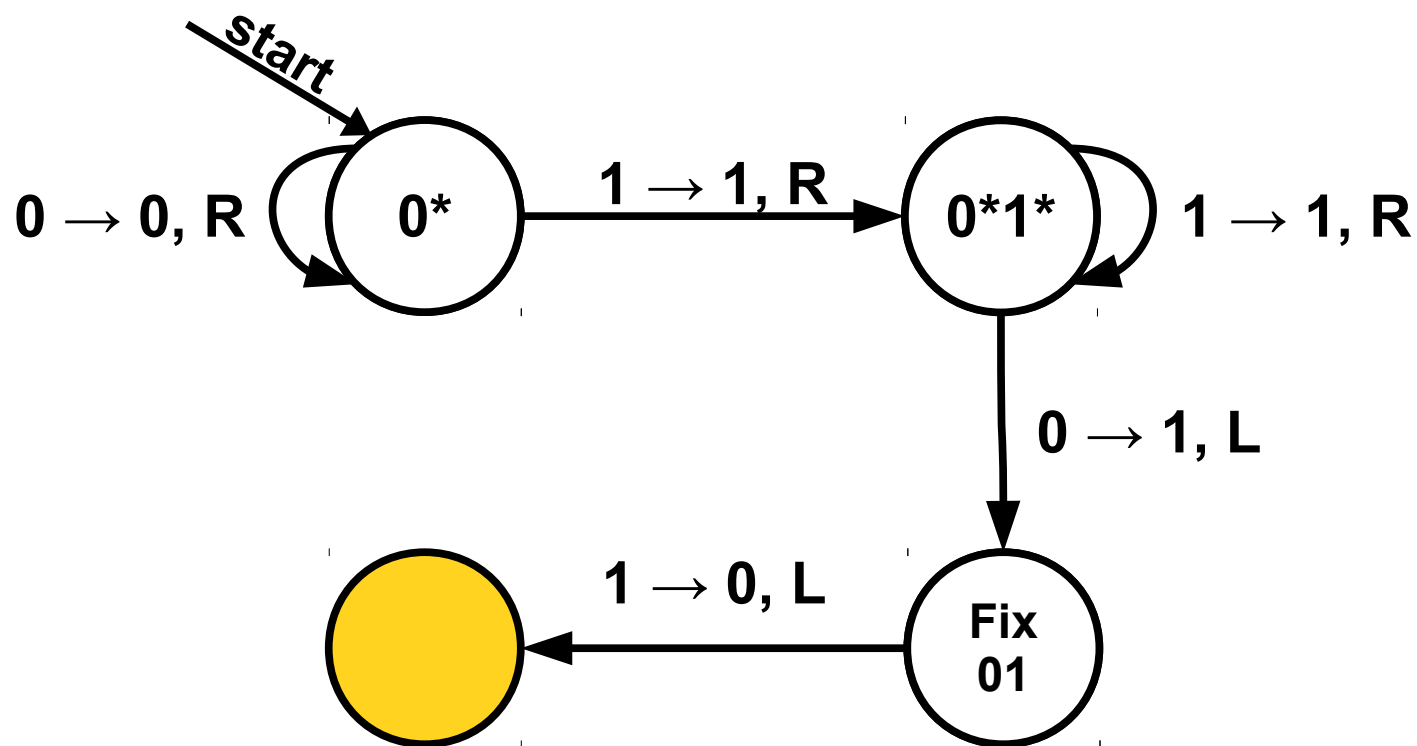 start
0 → 0, R
0*
1 → 1, R
0*1*
1 → 1, R
0 → 1, L
1 → 0, L
Fix
01